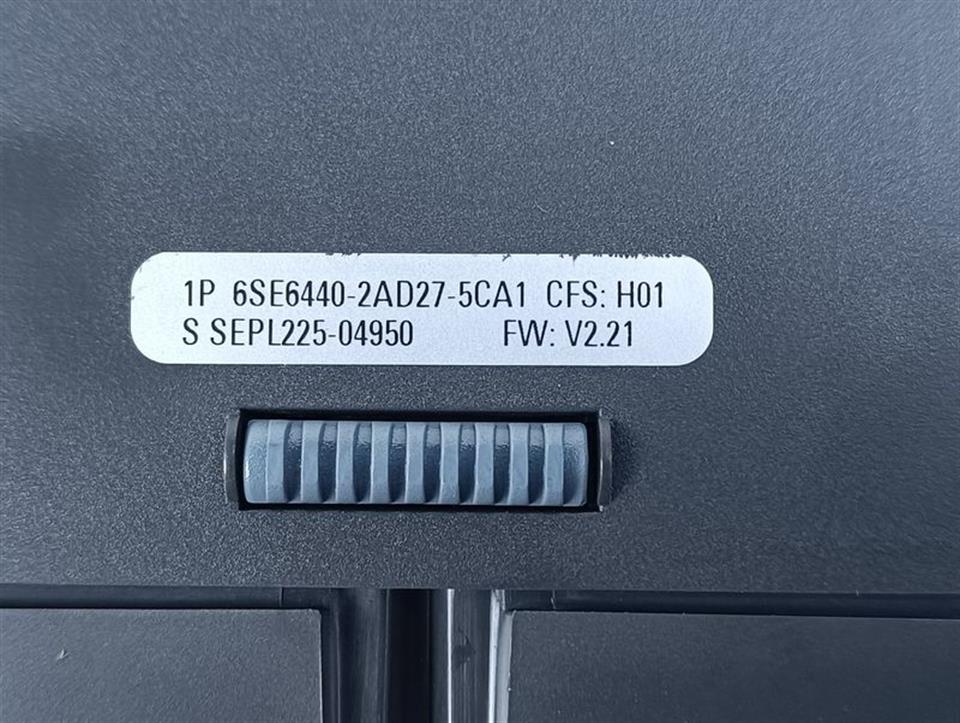 1P 6SE6440-2AD27-5CA1 CFS: H01
S SEPL225-04950 FW: V2.21